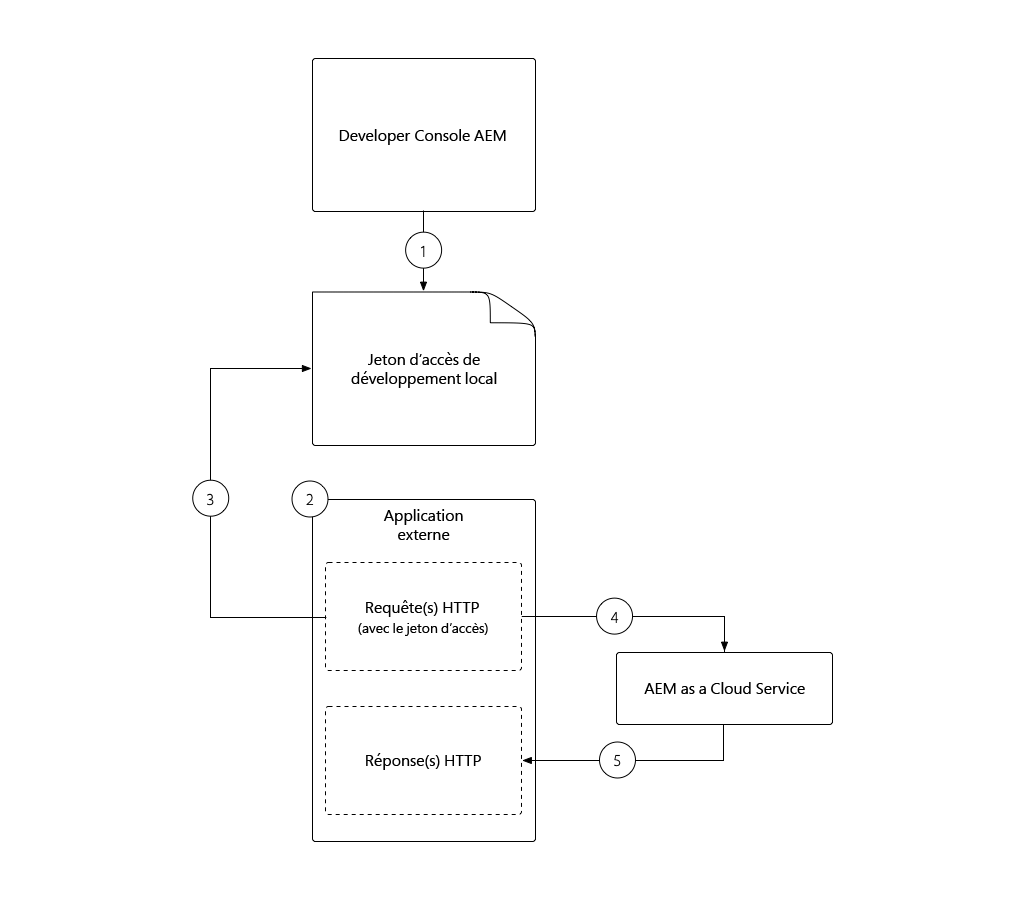 Developer Console AEM
1
Jeton d’accès de
développement local
3
2
Application
externe
Requête(s) HTTP
(avec le jeton d’accès)
4
AEM as a Cloud Service
Réponse(s) HTTP
5